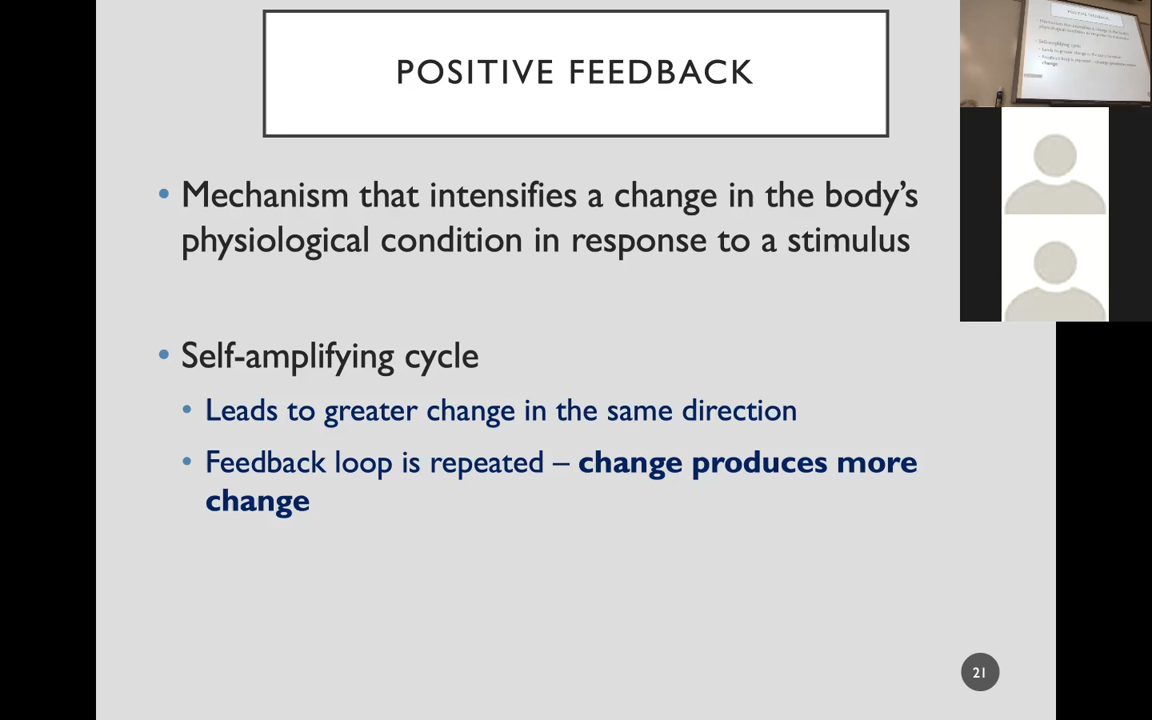 POSITIVE FEEDBACK
• Mechanism that intensifies a change in the body’s
physiological condition in response to a stimulus
• Self-amplifying cycle
• Leads to greater change in the same direction
• Feedback loop is repeated – change produces more
change
21